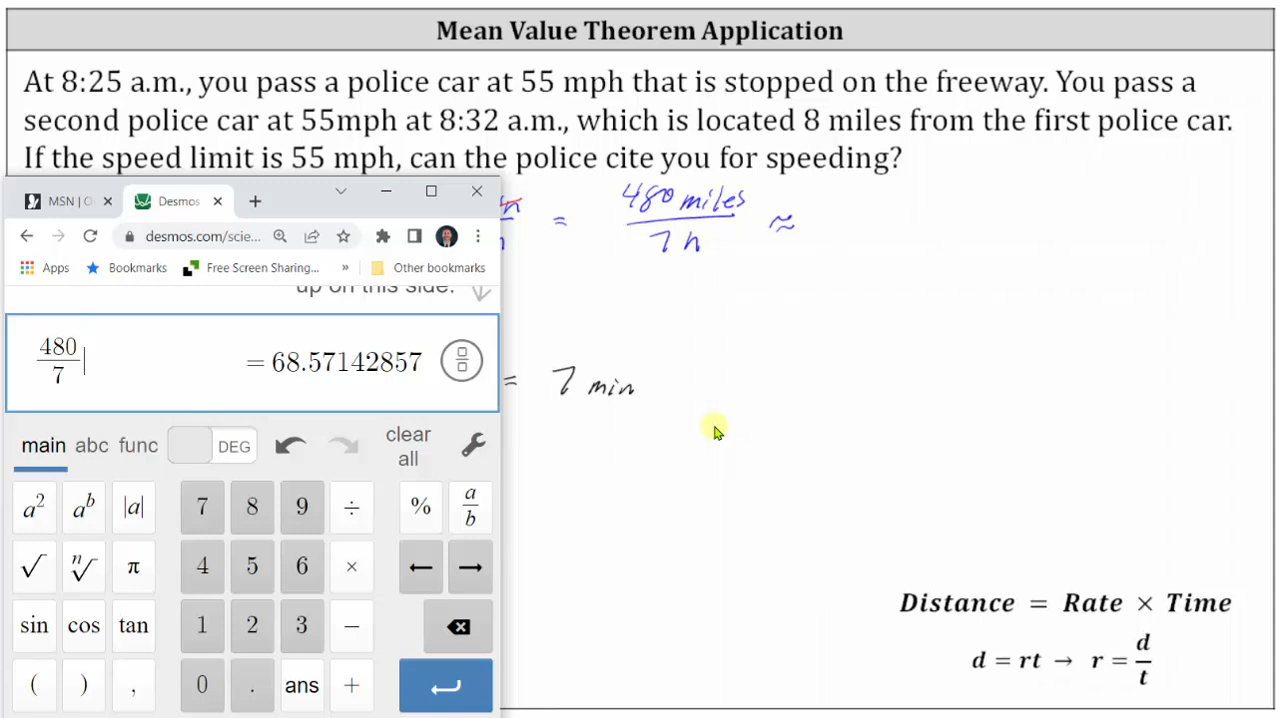 Mean Value Theorem Application
At 8:25 a.m., you pass a police car at 55 mph that is stopped on the freeway. You pass a
second police car at 55mph at 8:32 a.m., which is located 8 miles from the first police car.
If the speed limit is 55 mph, can the police cite you for speeding?
= 480 miles
7 h
≈
= 7 min
MSN | O
Desmos
desmos.com/scie...
Apps
Bookmarks
Free Screen Sharing...
»
Other bookmarks
up on this side.
480
7
= 68.57142857
main abc func
DEG
clear
all
a² aᵇ |a| 7 8 9 ÷ % a/b
√ ⁿ√ π 4 5 6 × ← →
sin cos tan 1 2 3 −
( ) , 0 . ans +
Distance = Rate × Time
d = rt → r = d/t